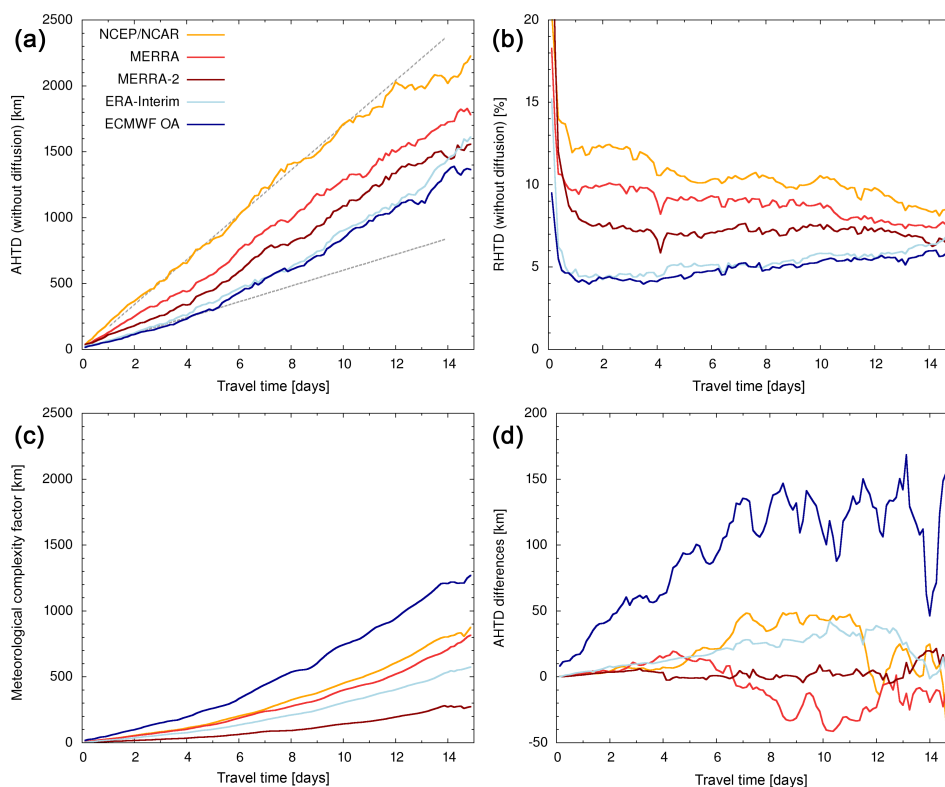 (a)
AHTD (without diffusion) [km]
2500
2000
1500
1000
500
0
NCEP/NCAR
MERRA
MERRA-2
ERA-Interim
ECMWF OA
0 2 4 6 8 10 12 14
Travel time [days]
(b)
RHTD (without diffusion) [%]
20
15
10
5
0
0 2 4 6 8 10 12 14
Travel time [days]
(c)
Meteorological complexity factor [km]
2500
2000
1500
1000
500
0
0 2 4 6 8 10 12 14
Travel time [days]
(d)
AHTD differences [km]
200
150
100
50
0
-50
0 2 4 6 8 10 12 14
Travel time [days]